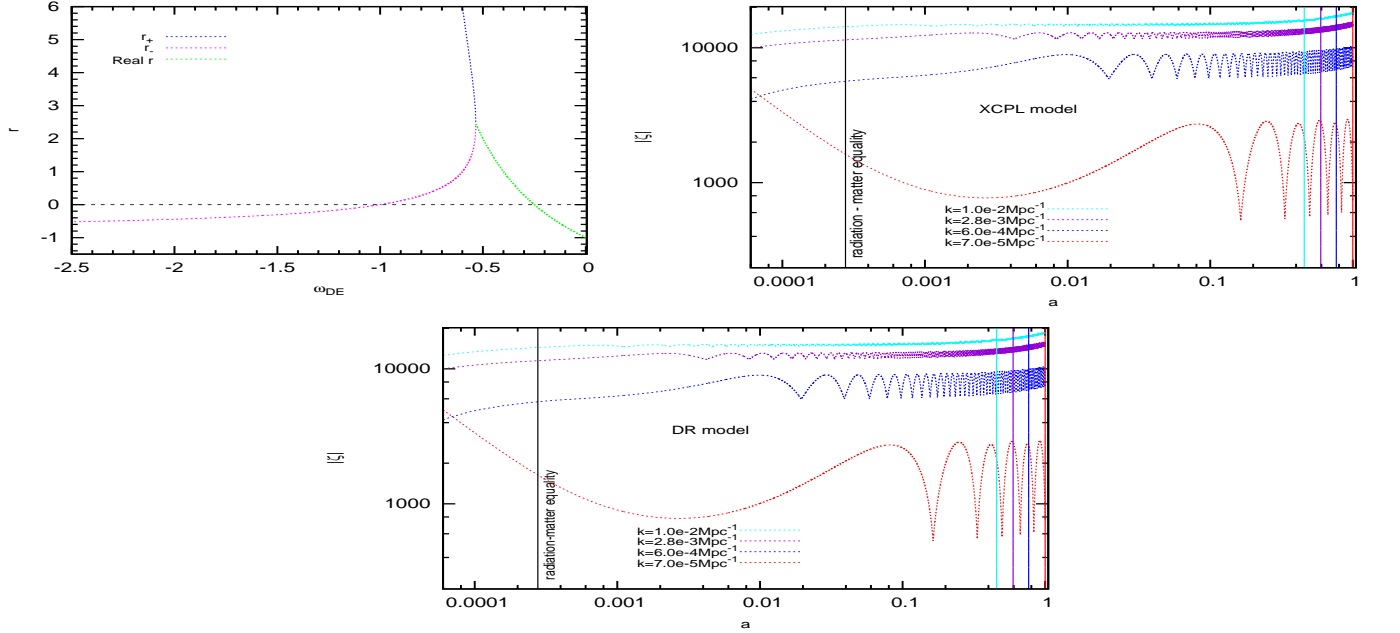 6
5
4
3
2
1
0
-1
r
r+
r-
Real r
-2.5
-2
-1.5
-1
-0.5
0
ωDE
10000
1000
|ζ|
XCPL model
radiation - matter equality
k=1.0e-2Mpc⁻¹
k=2.8e-3Mpc⁻¹
k=6.0e-4Mpc⁻¹
k=7.0e-5Mpc⁻¹
0.0001
0.001
0.01
0.1
1
a
10000
1000
|ζ|
DR model
radiation-matter equality
k=1.0e-2Mpc⁻¹
k=2.8e-3Mpc⁻¹
k=6.0e-4Mpc⁻¹
k=7.0e-5Mpc⁻¹
0.0001
0.001
0.01
0.1
1
a